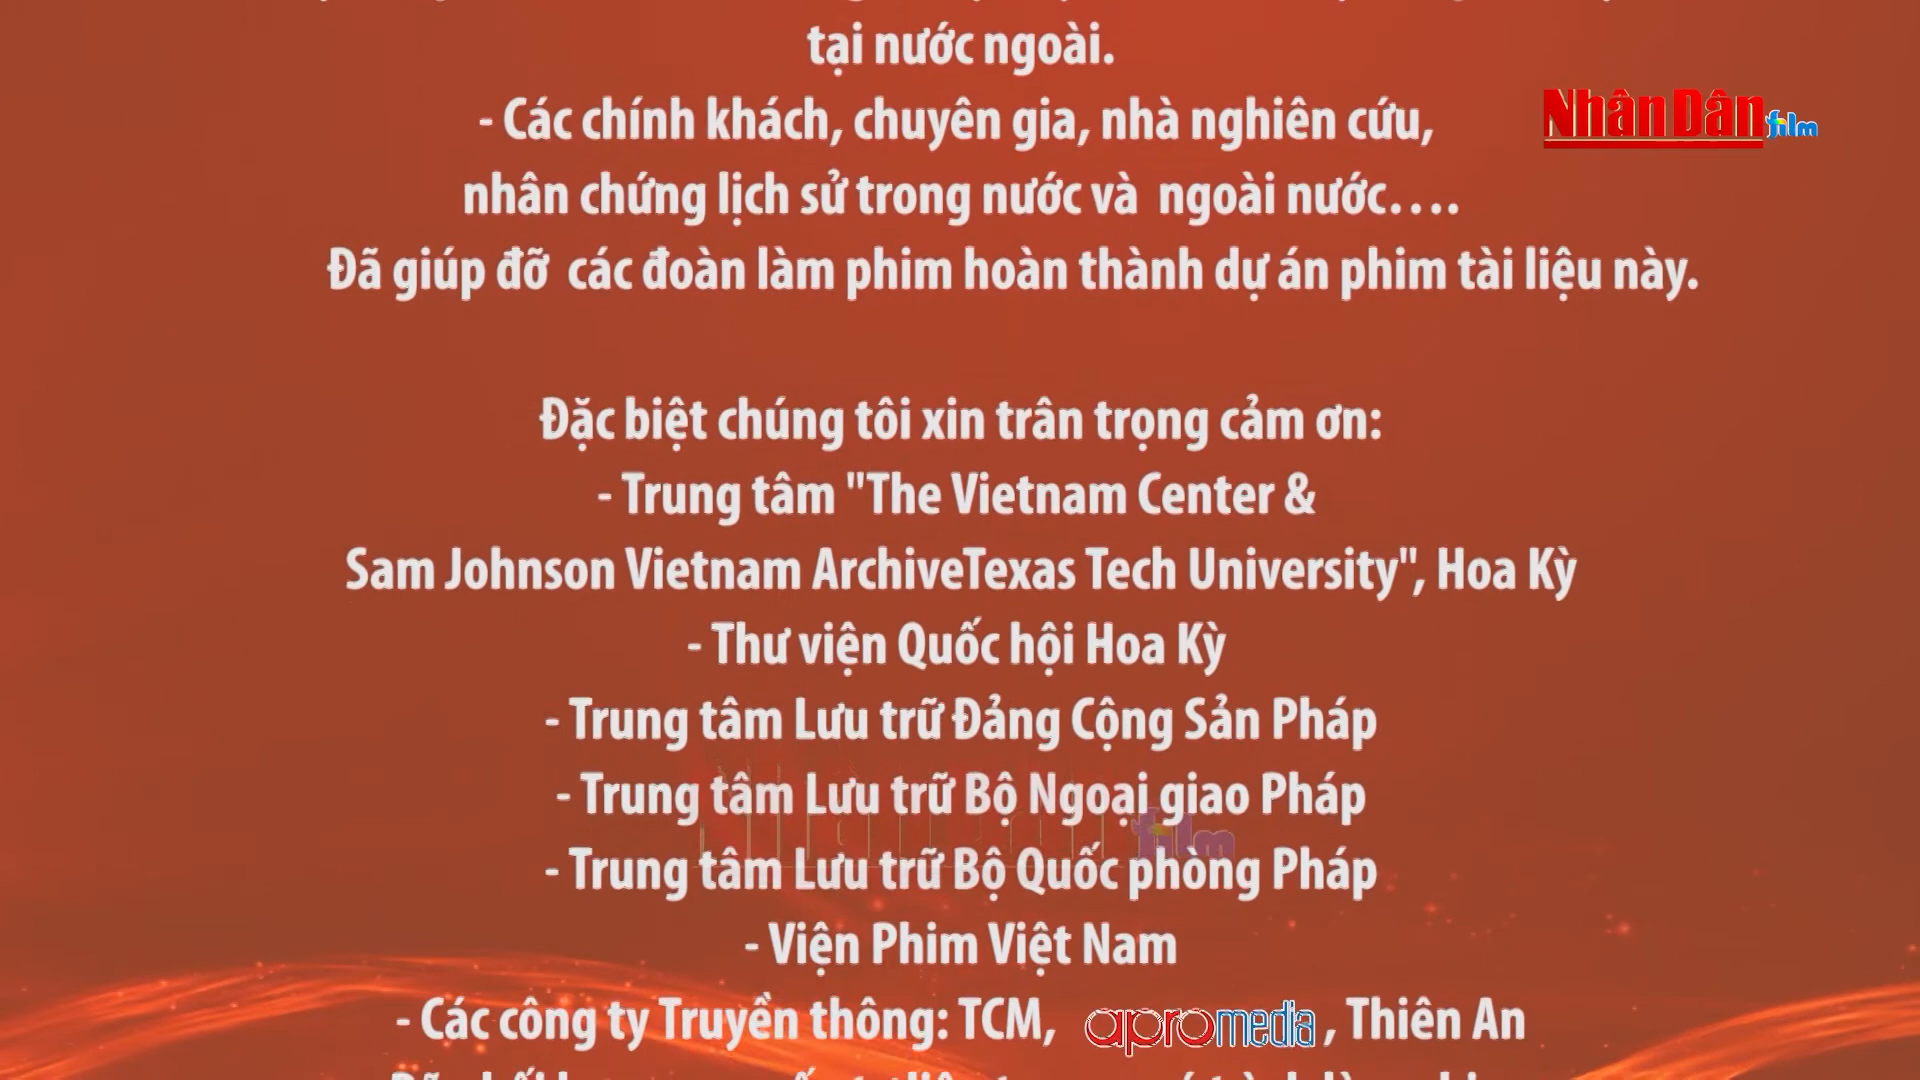 tại nước ngoài.
- Các chính khách, chuyên gia, nhà nghiên cứu,
Nhân Dân film
nhân chứng lịch sử trong nước và ngoài nước….
Đã giúp đỡ các đoàn làm phim hoàn thành dự án phim tài liệu này.
Đặc biệt chúng tôi xin trân trọng cảm ơn:
- Trung tâm "The Vietnam Center &
Sam Johnson Vietnam ArchiveTexas Tech University", Hoa Kỳ
- Thư viện Quốc hội Hoa Kỳ
- Trung tâm Lưu trữ Đảng Cộng Sản Pháp
- Trung tâm Lưu trữ Bộ Ngoại giao Pháp
Nhân Dân film
- Trung tâm Lưu trữ Bộ Quốc phòng Pháp
- Viện Phim Việt Nam
- Các công ty Truyền thông: TCM, apromedia , Thiên An